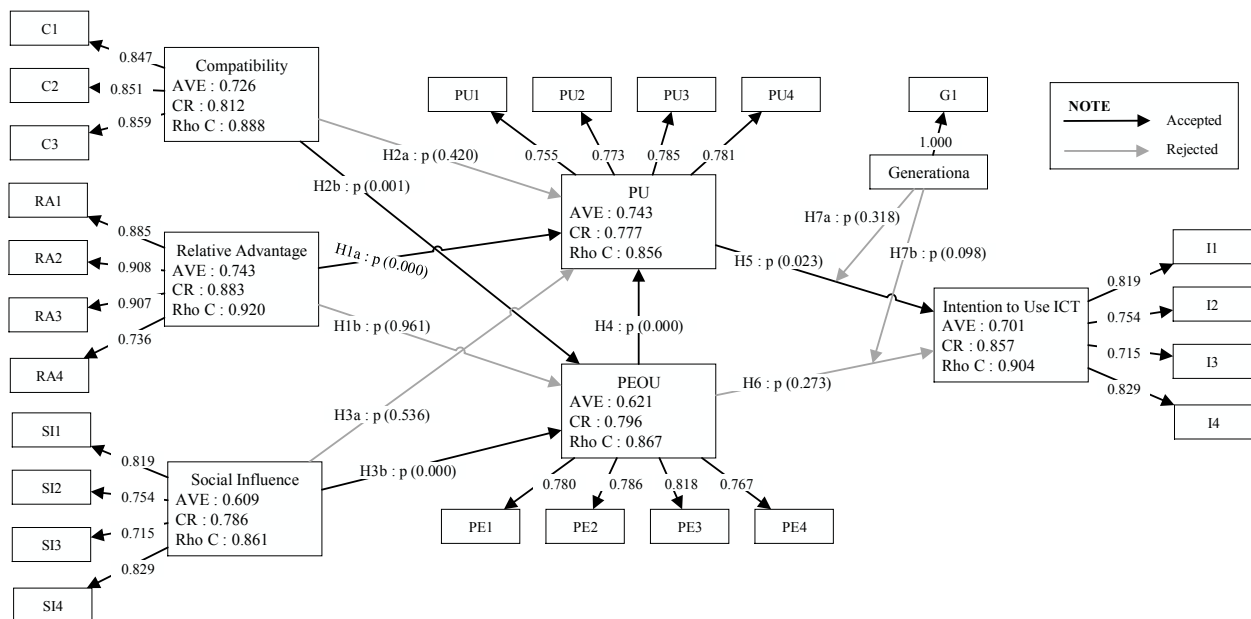 C1
C2
C3
0.847
0.851
0.859
Compatibility
AVE : 0.726
CR : 0.812
Rho C : 0.888
RA1
RA2
RA3
RA4
0.885
0.908
0.907
0.736
Relative Advantage
AVE : 0.743
CR : 0.883
Rho C : 0.920
SI1
SI2
SI3
SI4
0.819
0.754
0.715
0.829
Social Influence
AVE : 0.609
CR : 0.786
Rho C : 0.861
H2a : p (0.420)
H2b : p (0.001)
H1a : p (0.000)
H1b : p (0.961)
H3a : p (0.536)
H3b : p (0.000)
PU1
PU2
PU3
PU4
0.755
0.773
0.785
0.781
PU
AVE : 0.743
CR : 0.777
Rho C : 0.856
H4 : p (0.000)
PEOU
AVE : 0.621
CR : 0.796
Rho C : 0.867
0.780
0.786
0.818
0.767
PE1
PE2
PE3
PE4
G1
1.000
Generationa
H7a : p (0.318)
H7b : p (0.098)
H5 : p (0.023)
H6 : p (0.273)
Intention to Use ICT
AVE : 0.701
CR : 0.857
Rho C : 0.904
0.819
0.754
0.715
0.829
I1
I2
I3
I4
NOTE
Accepted
Rejected